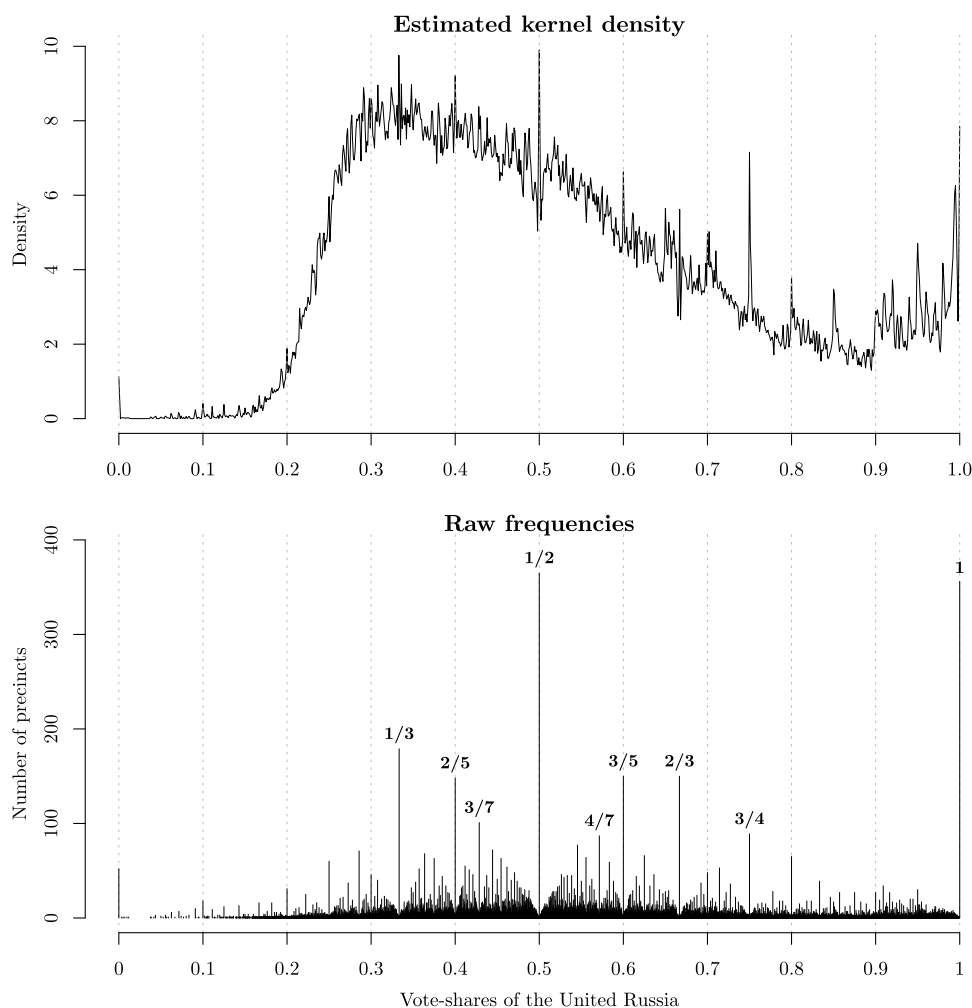 Estimated kernel density
Density
10
8
6
4
2
0
0.0 0.1 0.2 0.3 0.4 0.5 0.6 0.7 0.8 0.9 1.0
Raw frequencies
Number of precincts
400
300
200
100
0
1/2
1
1/3
2/5
3/5
2/3
3/7
4/7
3/4
0 0.1 0.2 0.3 0.4 0.5 0.6 0.7 0.8 0.9 1
Vote-shares of the United Russia